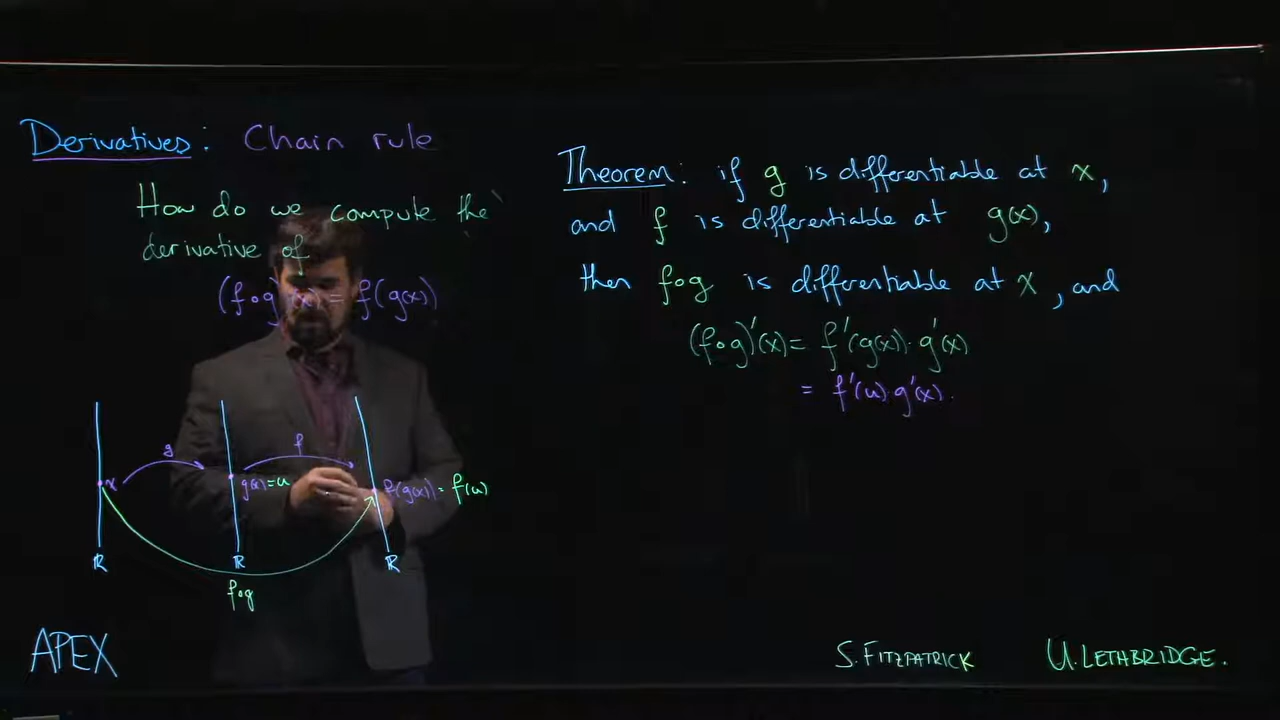 Derivatives: Chain rule
How do we compute the
derivative of
(f∘g)(x) = f(g(x))
g
f
x
g(x)=u
f(g(x)) = f(u)
ℝ
ℝ
ℝ
f∘g
APEX
Theorem: if g is differentiable at x,
and f is differentiable at g(x),
then f∘g is differentiable at x, and
(f∘g)'(x) = f'(g(x))·g'(x)
= f'(u)·g'(x).
S. FITZPATRICK
U. LETHBRIDGE.